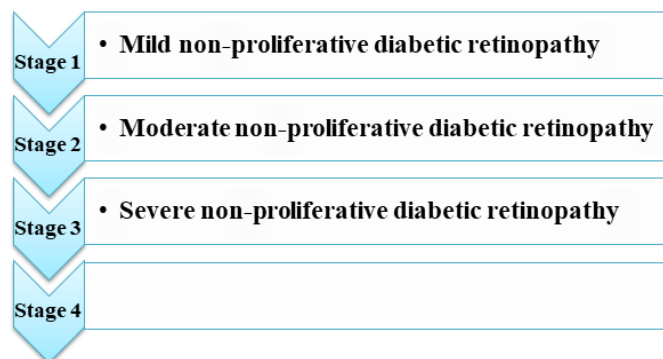 Stage 1
• Mild non-proliferative diabetic retinopathy
Stage 2
• Moderate non-proliferative diabetic retinopathy
Stage 3
• Severe non-proliferative diabetic retinopathy
Stage 4